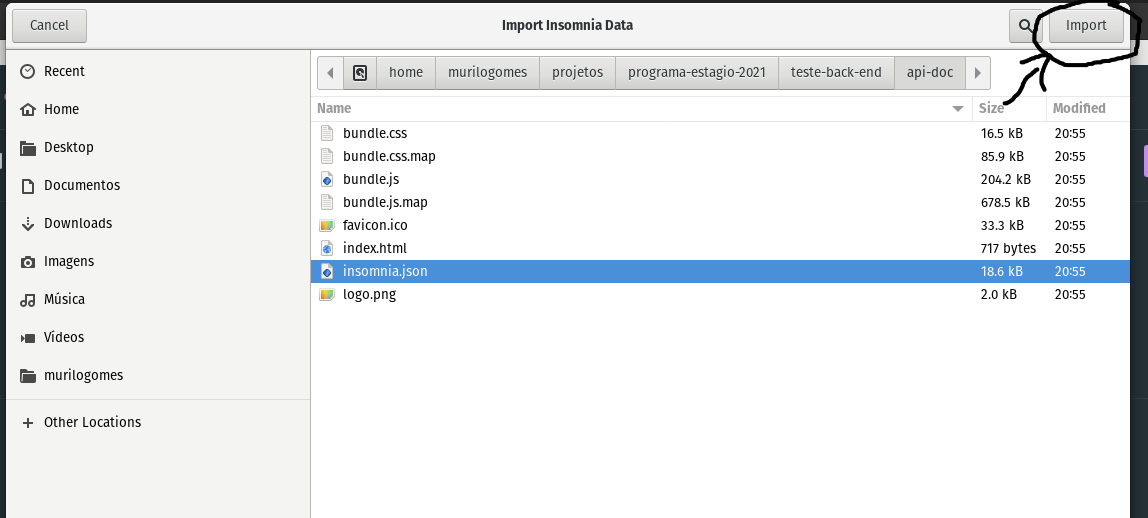 Cancel Import Insomnia Data Import
Recent
Home
Desktop
Documentos
Downloads
Imagens
Música
Vídeos
murilogomes
Other Locations
home murilogomes projetos programa-estagio-2021 teste-back-end api-doc
Name Size Modified
bundle.css 16.5 kB 20:55
bundle.css.map 85.9 kB 20:55
bundle.js 204.2 kB 20:55
bundle.js.map 678.5 kB 20:55
favicon.ico 33.3 kB 20:55
index.html 717 bytes 20:55
insomnia.json 18.6 kB 20:55
logo.png 2.0 kB 20:55